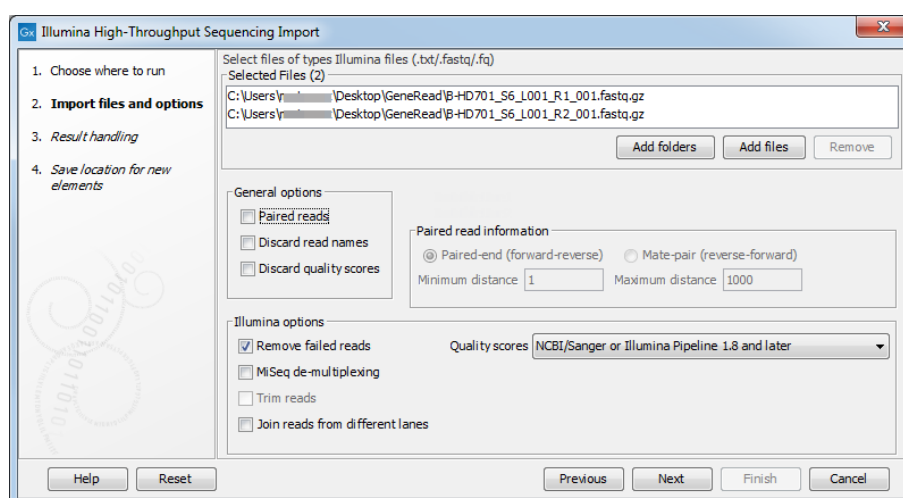 Gx Illumina High-Throughput Sequencing Import
1. Choose where to run
2. Import files and options
3. Result handling
4. Save location for new
elements
Select files of types Illumina files (.txt/.fastq/.fq)
Selected Files (2)
C:\Users\ \Desktop\GeneRead\B-HD701_S6_L001_R1_001.fastq.gz
C:\Users\ \Desktop\GeneRead\B-HD701_S6_L001_R2_001.fastq.gz
Add folders Add files Remove
General options
Paired reads
Discard read names
Discard quality scores
Paired read information
Paired-end (forward-reverse) Mate-pair (reverse-forward)
Minimum distance 1 Maximum distance 1000
Illumina options
Remove failed reads Quality scores NCBI/Sanger or Illumina Pipeline 1.8 and later
MiSeq de-multiplexing
Trim reads
Join reads from different lanes
Help Reset Previous Next Finish Cancel